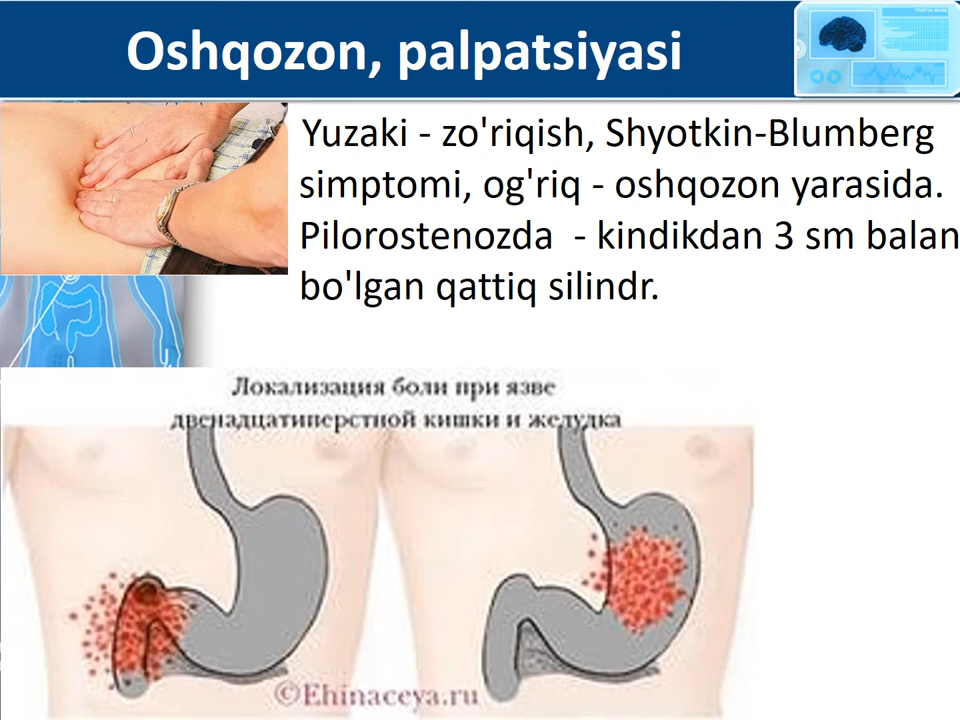 Oshqozon, palpatsiyasi
Yuzaki - zo'riqish, Shyotkin-Blumberg
simptomi, og'riq - oshqozon yarasida.
Pilorostenozda - kindikdan 3 sm balan
bo'lgan qattiq silindr.
Локализация боли при язве
двенадцатиперстной кишки и желудка
©Ehinaceya.ru